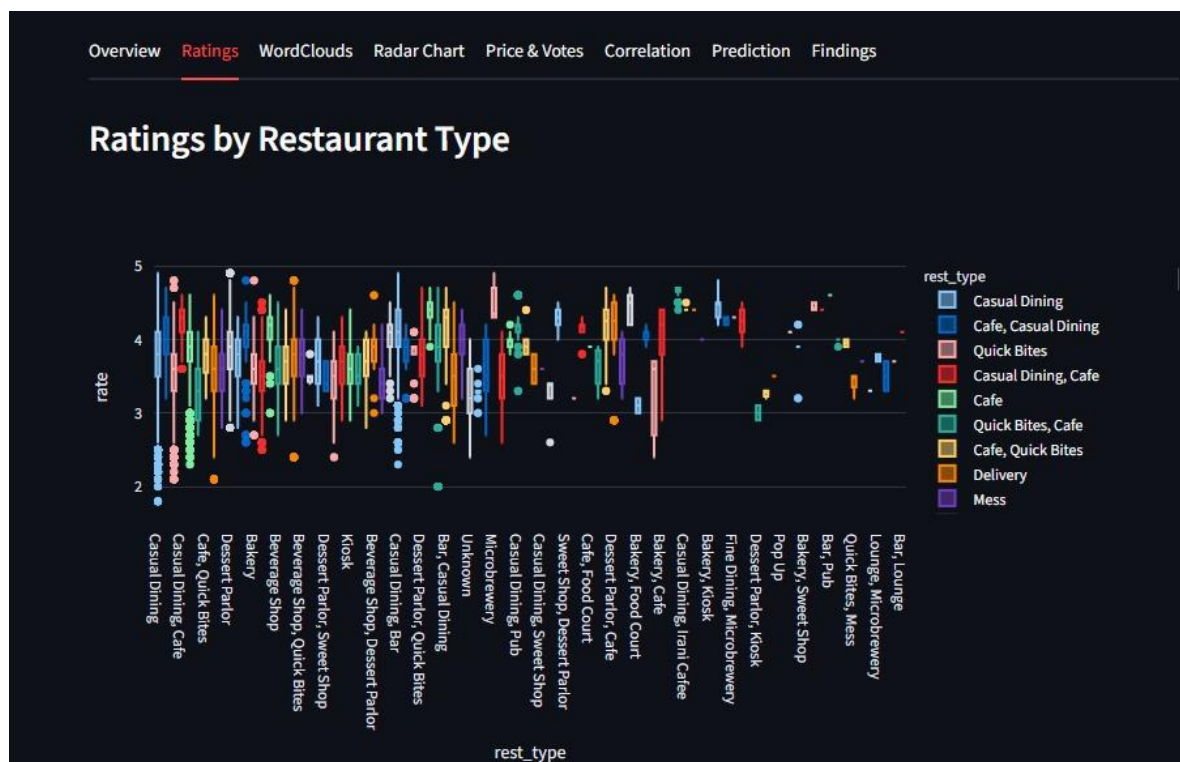 Overview Ratings WordClouds Radar Chart Price & Votes Correlation Prediction Findings
Ratings by Restaurant Type
5
4
3
2
rate
Casual Dining
Casual Dining, Cafe
Cafe, Quick Bites
Dessert Parlor
Bakery
Beverage Shop
Beverage Shop, Quick Bites
Dessert Parlor, Sweet Shop
Kiosk
Beverage Shop, Dessert Parlor
Casual Dining, Bar
Dessert Parlor, Quick Bites
Bar, Casual Dining
Unknown
Microbrewery
Casual Dining, Pub
Casual Dining, Sweet Shop
Sweet Shop, Dessert Parlor
Cafe, Food Court
Dessert Parlor, Cafe
Bakery, Food Court
Bakery, Cafe
Casual Dining, Irani Cafee
Bakery, Kiosk
Fine Dining, Microbrewery
Dessert Parlor, Kiosk
Pop Up
Bakery, Sweet Shop
Bar, Pub
Quick Bites, Mess
Lounge, Microbrewery
Bar, Lounge
rest_type
rest_type
Casual Dining
Cafe, Casual Dining
Quick Bites
Casual Dining, Cafe
Cafe
Quick Bites, Cafe
Cafe, Quick Bites
Delivery
Mess